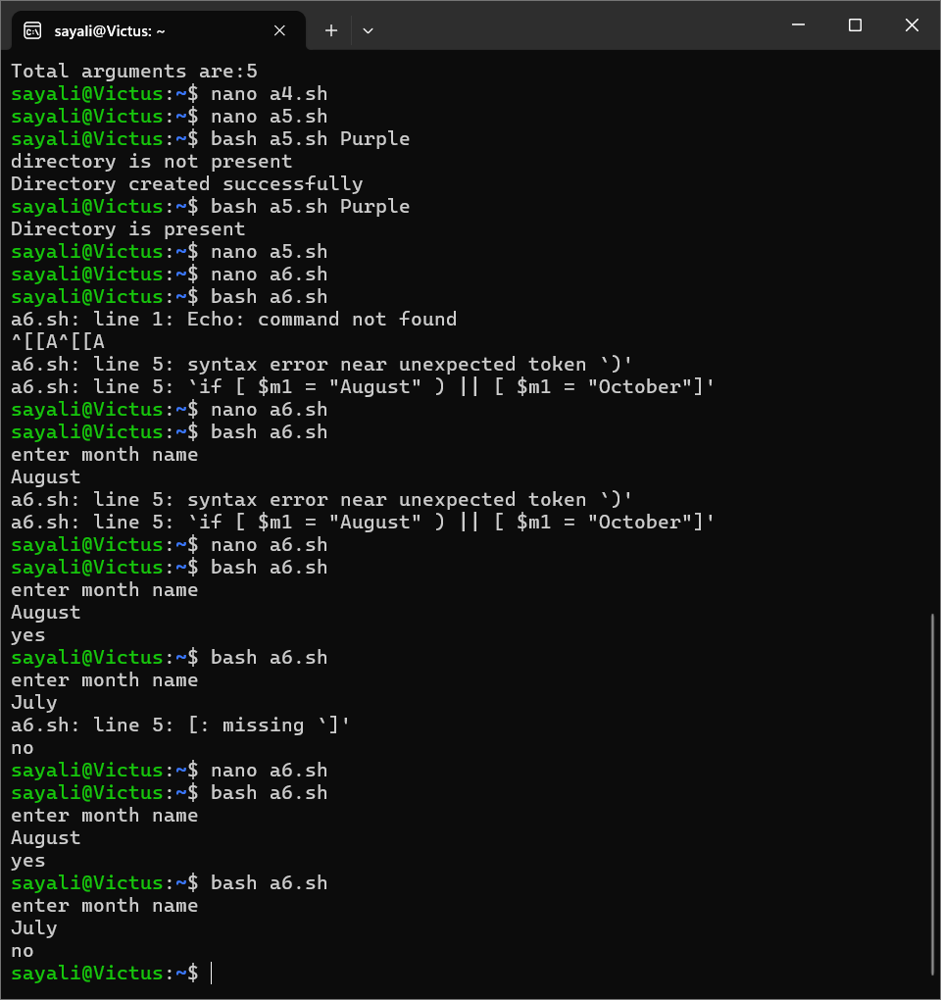 sayali@Victus: ~
Total arguments are:5
sayali@Victus:~$ nano a4.sh
sayali@Victus:~$ nano a5.sh
sayali@Victus:~$ bash a5.sh Purple
directory is not present
Directory created successfully
sayali@Victus:~$ bash a5.sh Purple
Directory is present
sayali@Victus:~$ nano a5.sh
sayali@Victus:~$ nano a6.sh
sayali@Victus:~$ bash a6.sh
a6.sh: line 1: Echo: command not found
^[[A^[[A
a6.sh: line 5: syntax error near unexpected token `)'
a6.sh: line 5: `if [ $m1 = "August" ) || [ $m1 = "October"]'
sayali@Victus:~$ nano a6.sh
sayali@Victus:~$ bash a6.sh
enter month name
August
a6.sh: line 5: syntax error near unexpected token `)'
a6.sh: line 5: `if [ $m1 = "August" ) || [ $m1 = "October"]'
sayali@Victus:~$ nano a6.sh
sayali@Victus:~$ bash a6.sh
enter month name
August
yes
sayali@Victus:~$ bash a6.sh
enter month name
July
a6.sh: line 5: [: missing `]'
no
sayali@Victus:~$ nano a6.sh
sayali@Victus:~$ bash a6.sh
enter month name
August
yes
sayali@Victus:~$ bash a6.sh
enter month name
July
no
sayali@Victus:~$